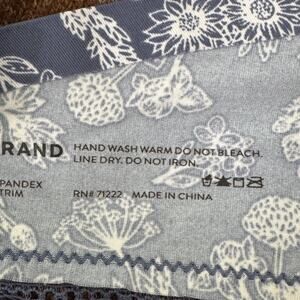 RAND
HAND WASH WARM DO NOT BLEACH.
LINE DRY. DO NOT IRON.
PANDEX
TRIM
RN# 71222 MADE IN CHINA